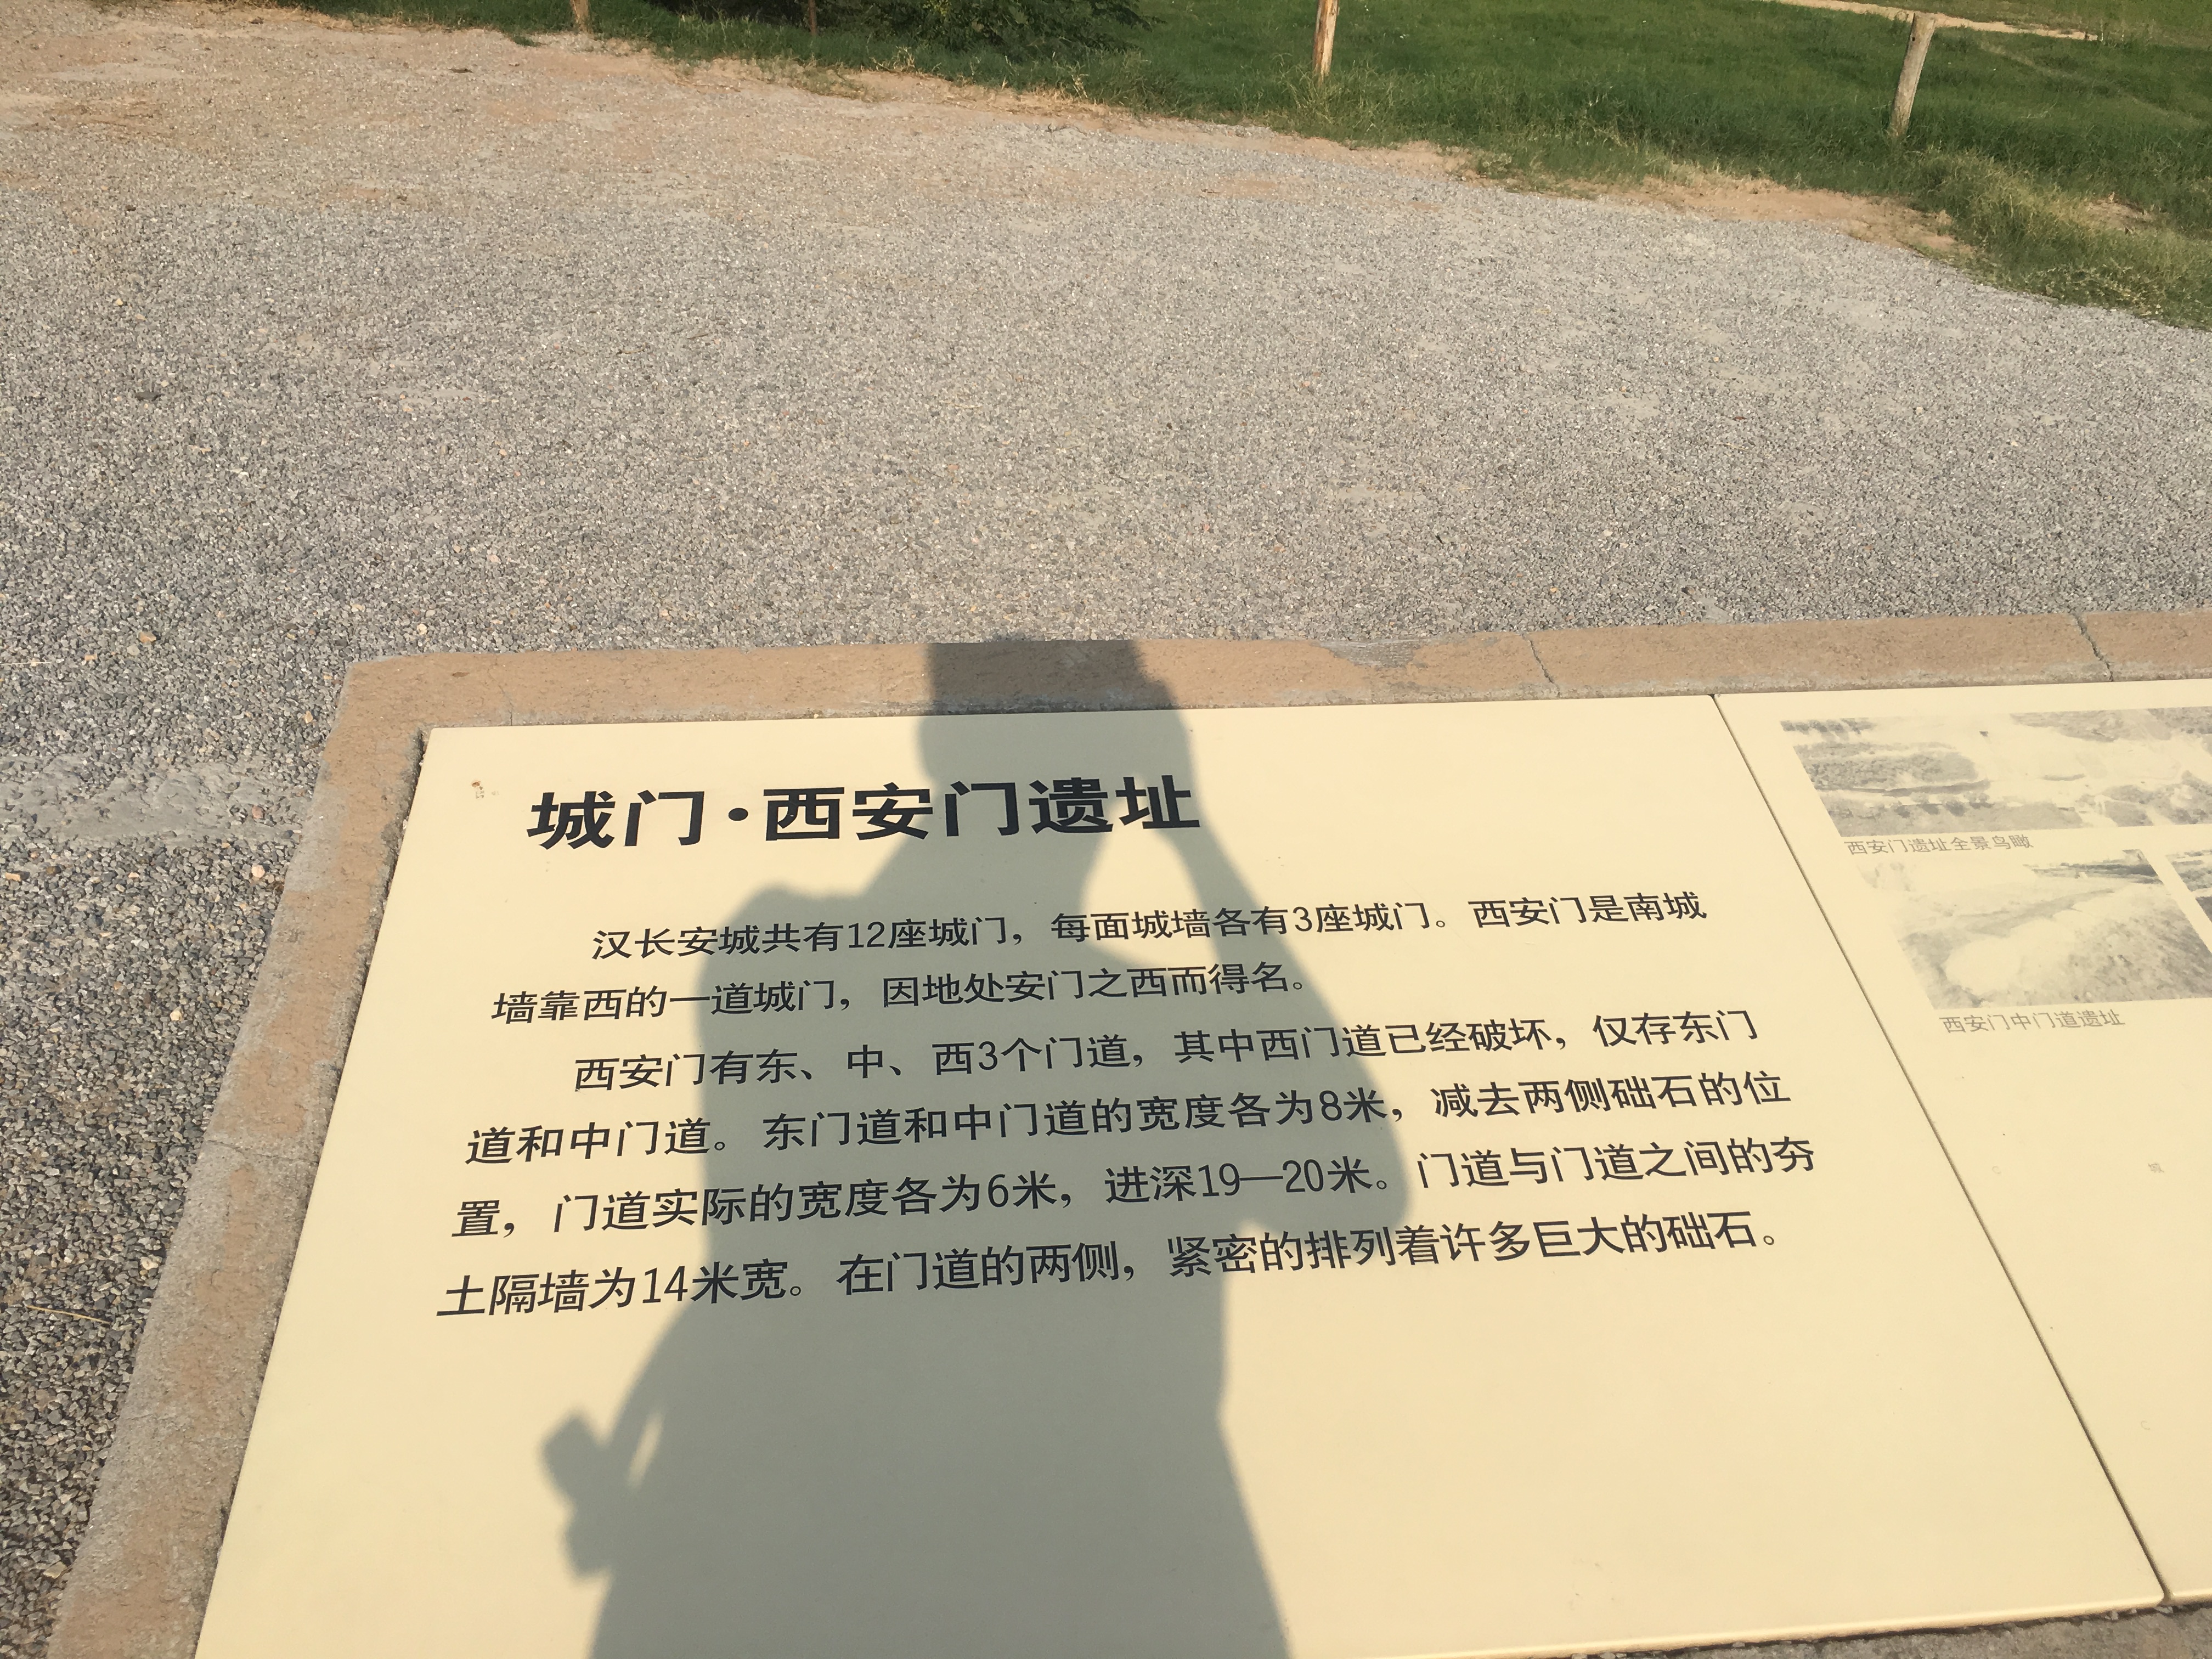 城门·西安门遗址
汉长安城共有12座城门，每面城墙各有3座城门。西安门是南城
墙靠西的一道城门，因地处安门之西而得名。
西安门有东、中、西3个门道，其中西门道已经破坏，仅存东门
道和中门道。东门道和中门道的宽度各为8米，减去两侧础石的位
置，门道实际的宽度各为6米，进深19—20米。门道与门道之间的夯
土隔墙为14米宽。在门道的两侧，紧密的排列着许多巨大的础石。
西安门遗址全景鸟瞰
西安门中门道遗址